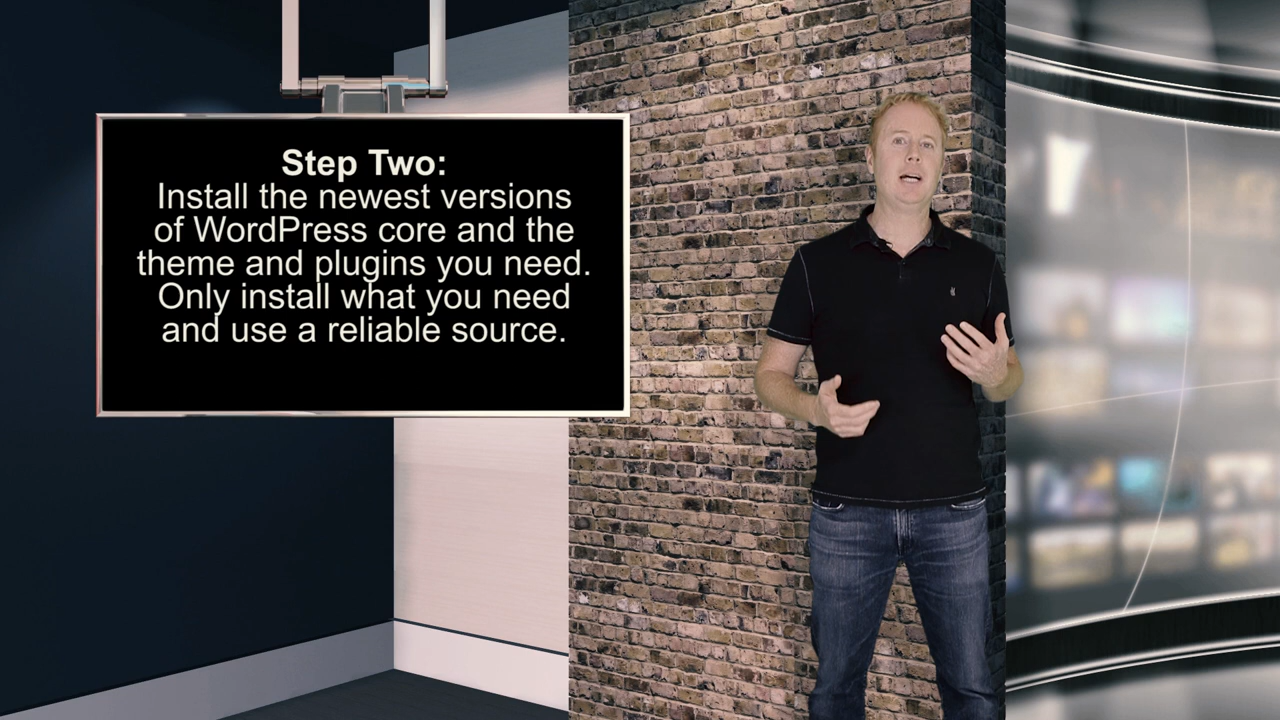 Step Two:
Install the newest versions
of WordPress core and the
theme and plugins you need.
Only install what you need
and use a reliable source.